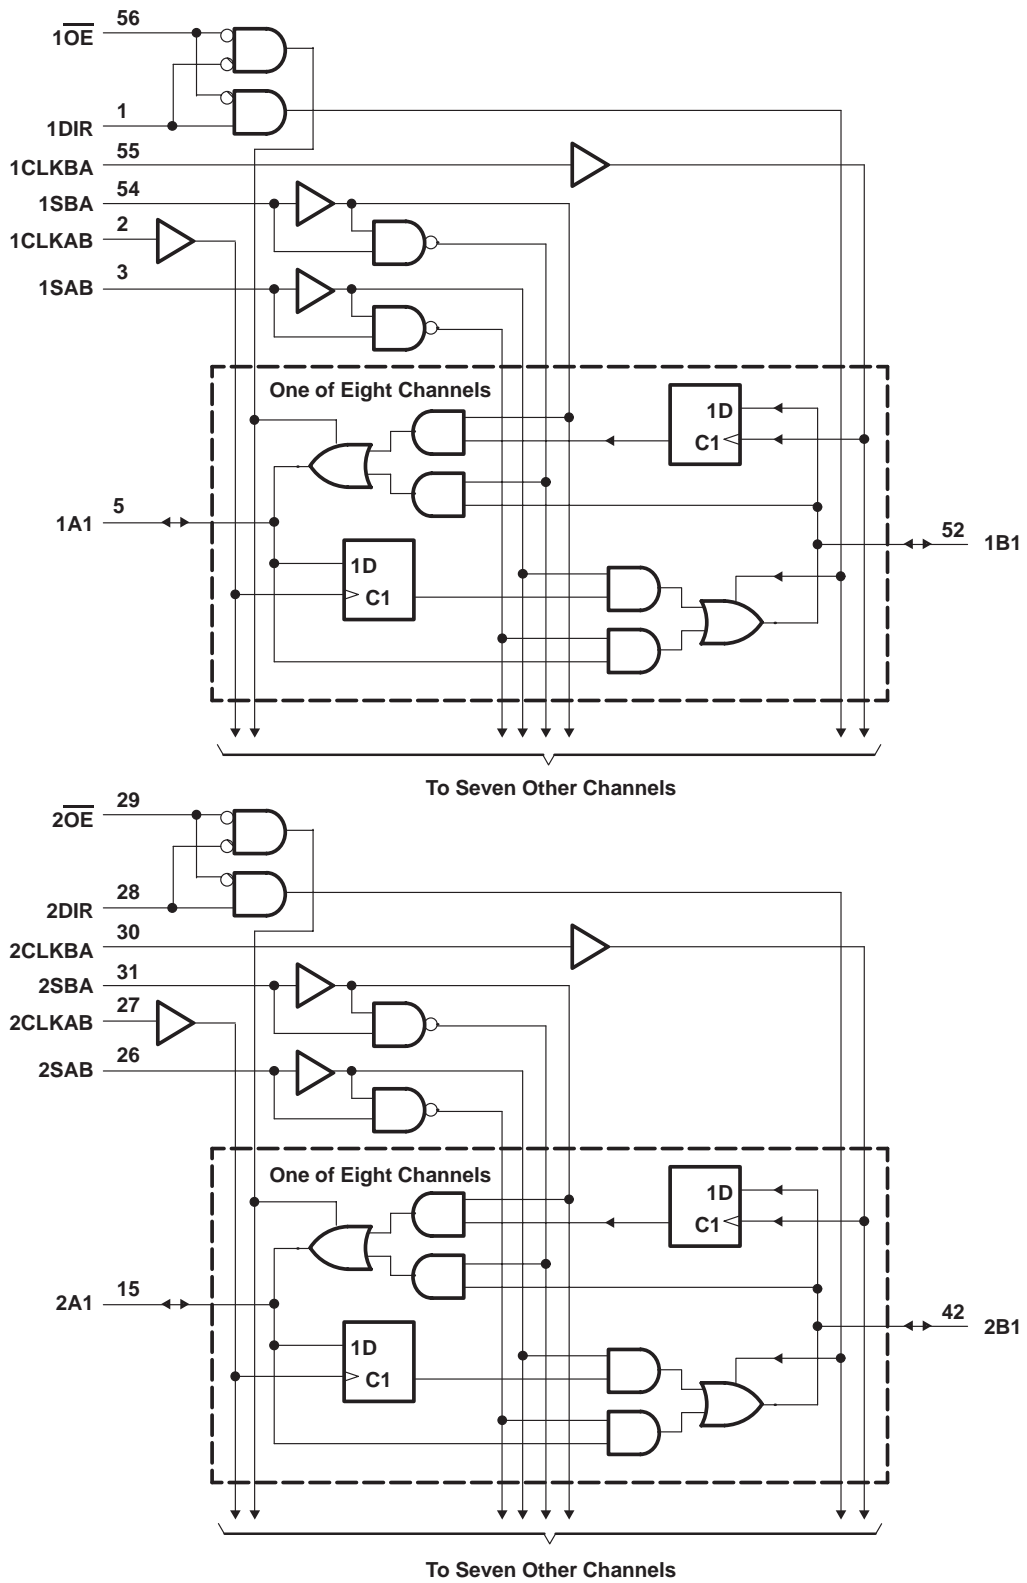 56
1OE
1
1DIR
55
1CLKBA
54
1SBA
2
1CLKAB
3
1SAB
One of Eight Channels
1D
C1
5
1A1
52
1B1
1D
C1
To Seven Other Channels
29
2OE
28
2DIR
30
2CLKBA
31
2SBA
27
2CLKAB
26
2SAB
One of Eight Channels
1D
C1
15
2A1
42
2B1
1D
C1
To Seven Other Channels